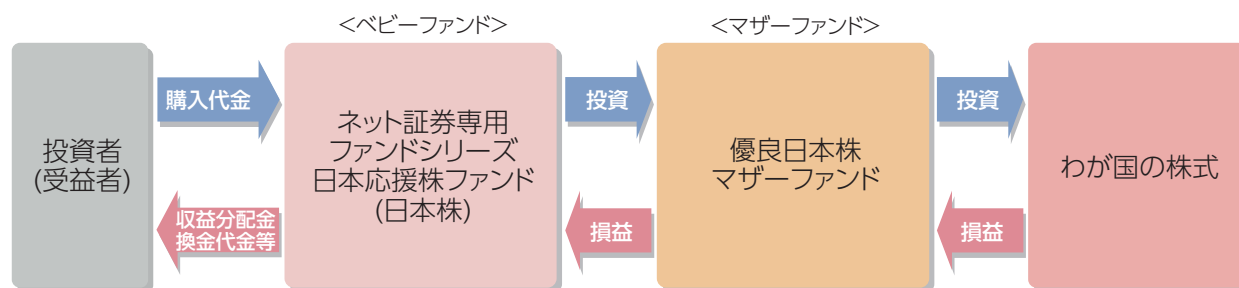 <ベビーファンド>
<マザーファンド>
投資者
(受益者)
購入代金
収益分配金
換金代金等
ネット証券専用
ファンドシリーズ
日本応援株ファンド
(日本株)
投資
損益
優良日本株
マザーファンド
投資
損益
わが国の株式